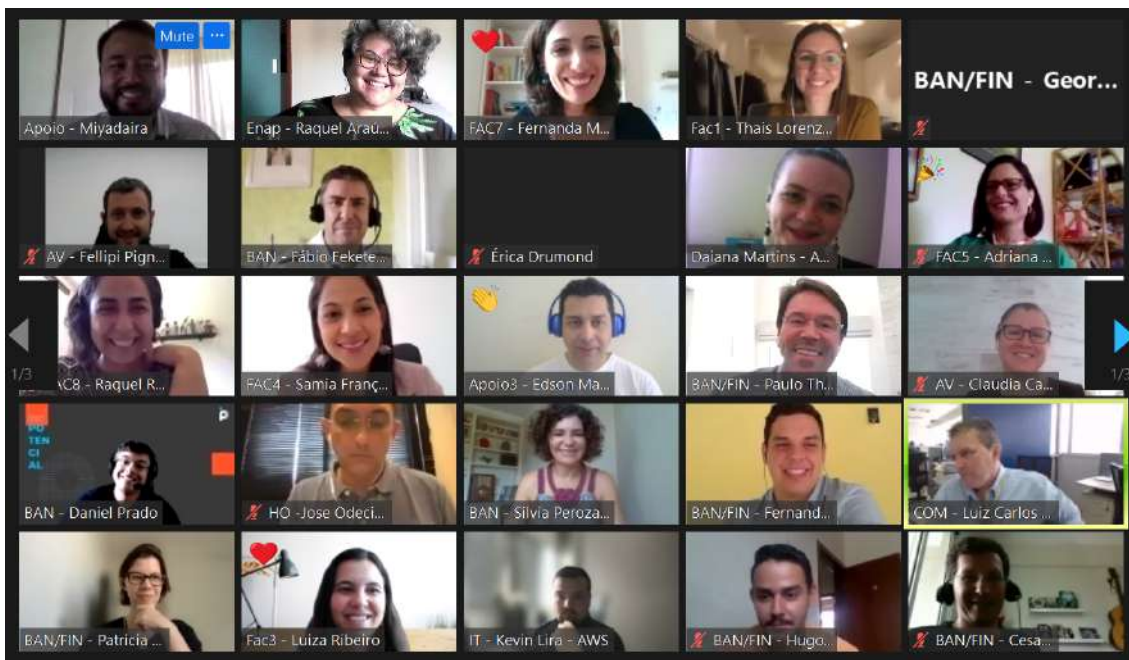 Mute ...
Apoio - Miyadaira
Enap - Raquel Araú...
FAC7 - Fernanda M...
Fac1 - Thais Lorenz...
BAN/FIN - Geor...
AV - Fellipi Pign...
BAN - Fábio Fekete...
Érica Drumond
Daiana Martins - A...
FAC5 - Adriana ...
1/3
AC8 - Raquel R...
FAC4 - Samia Franç...
Apoio3 - Edson Ma...
BAN/FIN - Paulo Th...
AV - Claudia Ca...
1/3
PO
TEN
CI
AL
BAN - Daniel Prado
HO -Jose Odeci...
BAN - Silvia Peroza...
BAN/FIN - Fernand...
COM - Luiz Carlos ...
BAN/FIN - Patricia ...
Fac3 - Luiza Ribeiro
IT - Kevin Lira - AWS
BAN/FIN - Hugo...
BAN/FIN - Cesa...